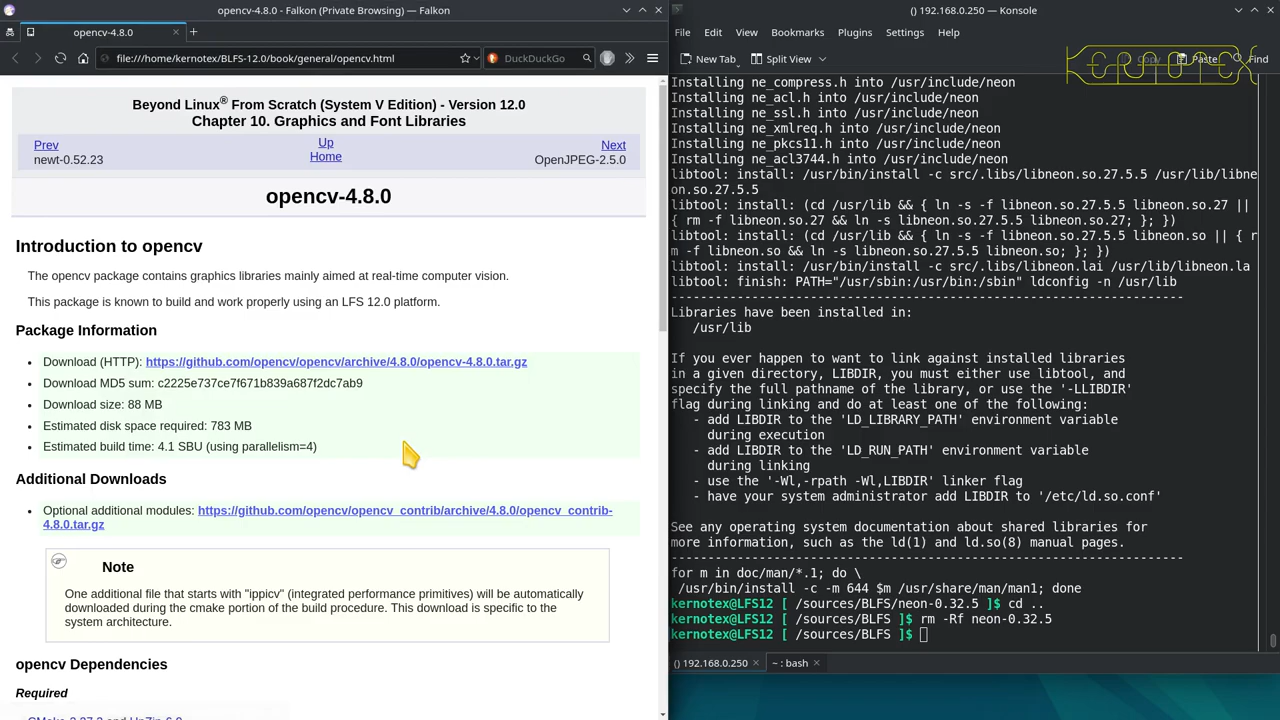 opencv-4.8.0 - Falkon (Private Browsing) — Falkon
opencv-4.8.0
file:///home/kernotex/BLFS-12.0/book/general/opencv.html
DuckDuckGo
Beyond Linux® From Scratch (System V Edition) - Version 12.0
Chapter 10. Graphics and Font Libraries
Prev
Up
Next
newt-0.52.23
Home
OpenJPEG-2.5.0
opencv-4.8.0
Introduction to opencv
The opencv package contains graphics libraries mainly aimed at real-time computer vision.
This package is known to build and work properly using an LFS 12.0 platform.
Package Information
• Download (HTTP): https://github.com/opencv/opencv/archive/4.8.0/opencv-4.8.0.tar.gz
• Download MD5 sum: c2225e737ce7f671b839a687f2dc7ab9
• Download size: 88 MB
• Estimated disk space required: 783 MB
• Estimated build time: 4.1 SBU (using parallelism=4)
Additional Downloads
• Optional additional modules: https://github.com/opencv/opencv_contrib/archive/4.8.0/opencv_contrib-
4.8.0.tar.gz
Note
One additional file that starts with "ippicv" (integrated performance primitives) will be automatically
downloaded during the cmake portion of the build procedure. This download is specific to the
system architecture.
opencv Dependencies
Required
CMake-3.27.2 and UnZip-6.0
() 192.168.0.250 — Konsole
File Edit View Bookmarks Plugins Settings Help
New Tab Split View Copy Paste Find
Kernotex
Installing ne_compress.h into /usr/include/neon
Installing ne_acl.h into /usr/include/neon
Installing ne_ssl.h into /usr/include/neon
Installing ne_xmlreq.h into /usr/include/neon
Installing ne_pkcs11.h into /usr/include/neon
Installing ne_acl3744.h into /usr/include/neon
libtool: install: /usr/bin/install -c src/.libs/libneon.so.27.5.5 /usr/lib/libne
on.so.27.5.5
libtool: install: (cd /usr/lib && { ln -s -f libneon.so.27.5.5 libneon.so.27 ||
{ rm -f libneon.so.27 && ln -s libneon.so.27.5.5 libneon.so.27; }; })
libtool: install: (cd /usr/lib && { ln -s -f libneon.so.27.5.5 libneon.so || { r
m -f libneon.so && ln -s libneon.so.27.5.5 libneon.so; }; })
libtool: install: /usr/bin/install -c src/.libs/libneon.lai /usr/lib/libneon.la
libtool: finish: PATH="/usr/sbin:/usr/bin:/sbin" ldconfig -n /usr/lib
----------------------------------------------------------------------
Libraries have been installed in:
/usr/lib
If you ever happen to want to link against installed libraries
in a given directory, LIBDIR, you must either use libtool, and
specify the full pathname of the library, or use the '-LLIBDIR'
flag during linking and do at least one of the following:
- add LIBDIR to the 'LD_LIBRARY_PATH' environment variable
during execution
- add LIBDIR to the 'LD_RUN_PATH' environment variable
during linking
- use the '-Wl,-rpath -Wl,LIBDIR' linker flag
- have your system administrator add LIBDIR to '/etc/ld.so.conf'
See any operating system documentation about shared libraries for
more information, such as the ld(1) and ld.so(8) manual pages.
----------------------------------------------------------------------
for m in doc/man/*.1; do \
/usr/bin/install -c -m 644 $m /usr/share/man/man1; done
kernotex@LFS12 [ /sources/BLFS/neon-0.32.5 ]$ cd ..
kernotex@LFS12 [ /sources/BLFS ]$ rm -Rf neon-0.32.5
kernotex@LFS12 [ /sources/BLFS ]$
() 192.168.0.250
~ : bash